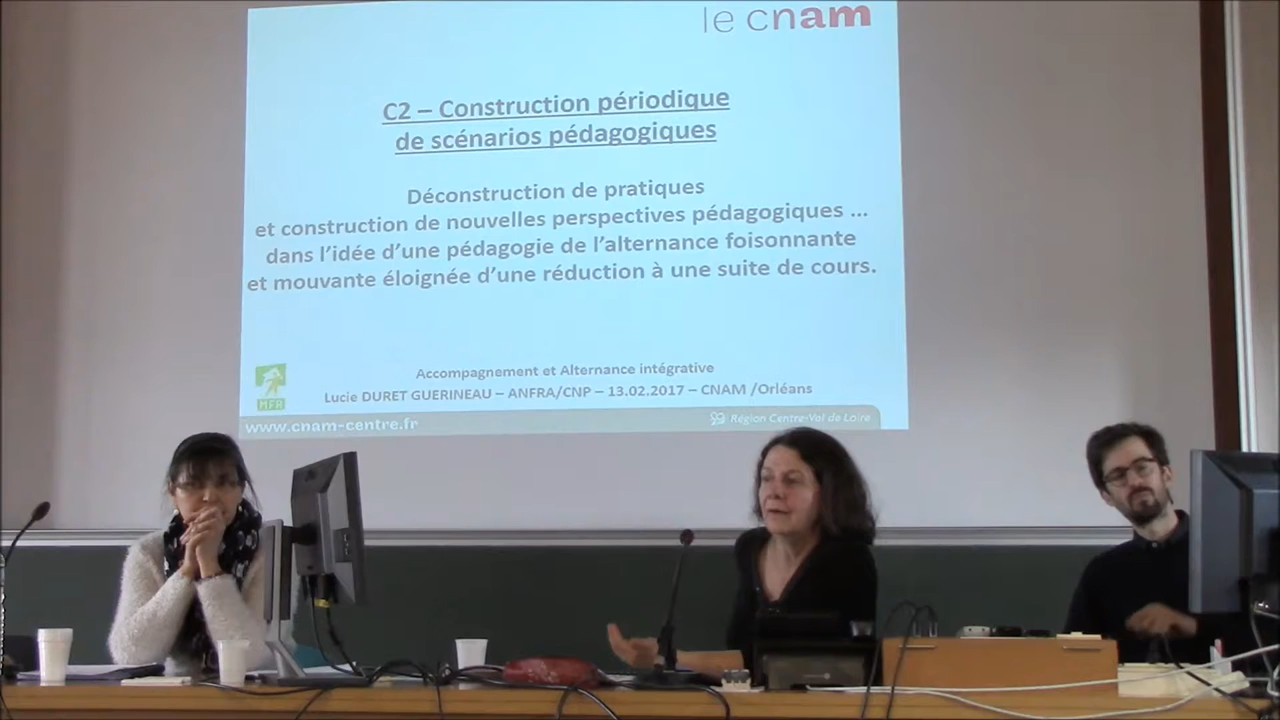 le cnam
C2 – Construction périodique
de scénarios pédagogiques
Déconstruction de pratiques
et construction de nouvelles perspectives pédagogiques ...
dans l'idée d'une pédagogie de l'alternance foisonnante
et mouvante éloignée d'une réduction à une suite de cours.
Accompagnement et Alternance intégrative
Lucie DURET GUERINEAU – ANFRA/CNP – 13.02.2017 – CNAM /Orléans
MFR
www.cnam-centre.fr
Région Centre-Val de Loire